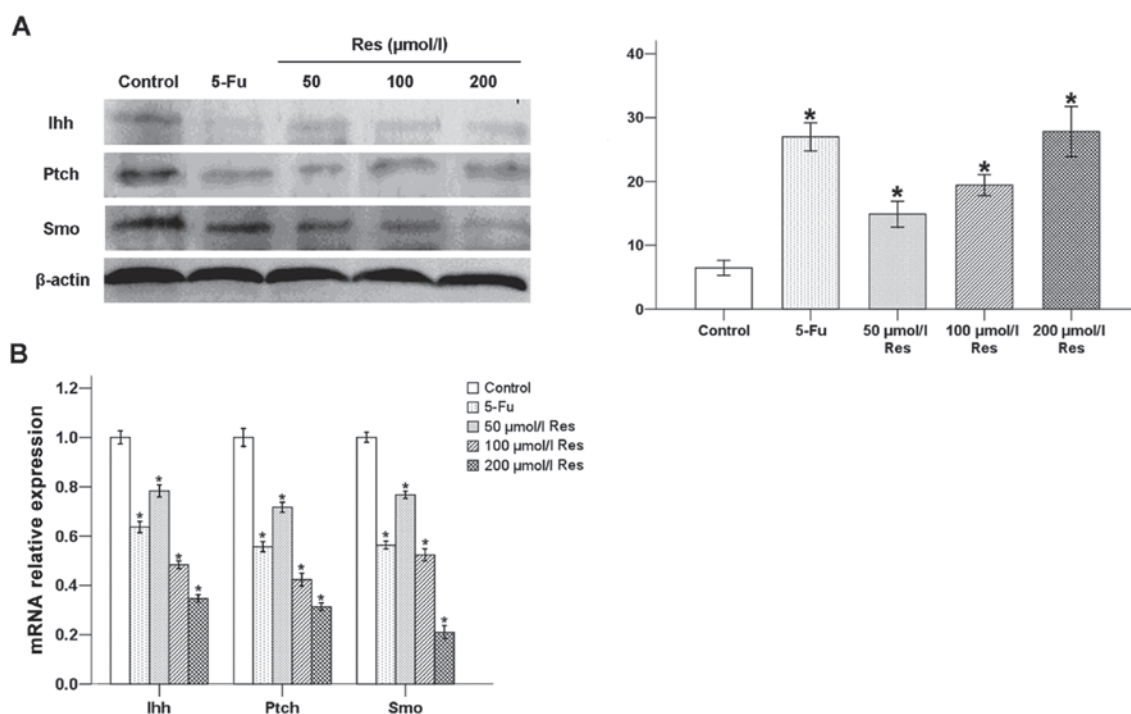 A
Res (µmol/l)
Control 5-Fu 50 100 200
Ihh
Ptch
Smo
β-actin
40
30
20
10
0
* * * *
Control 5-Fu 50 µmol/l Res 100 µmol/l Res 200 µmol/l Res
B
mRNA relative expression
1.2
1.0
0.8
0.6
0.4
0.2
0.0
Control
5-Fu
50 µmol/l Res
100 µmol/l Res
200 µmol/l Res
* * * * * * * * * * * *
Ihh Ptch Smo